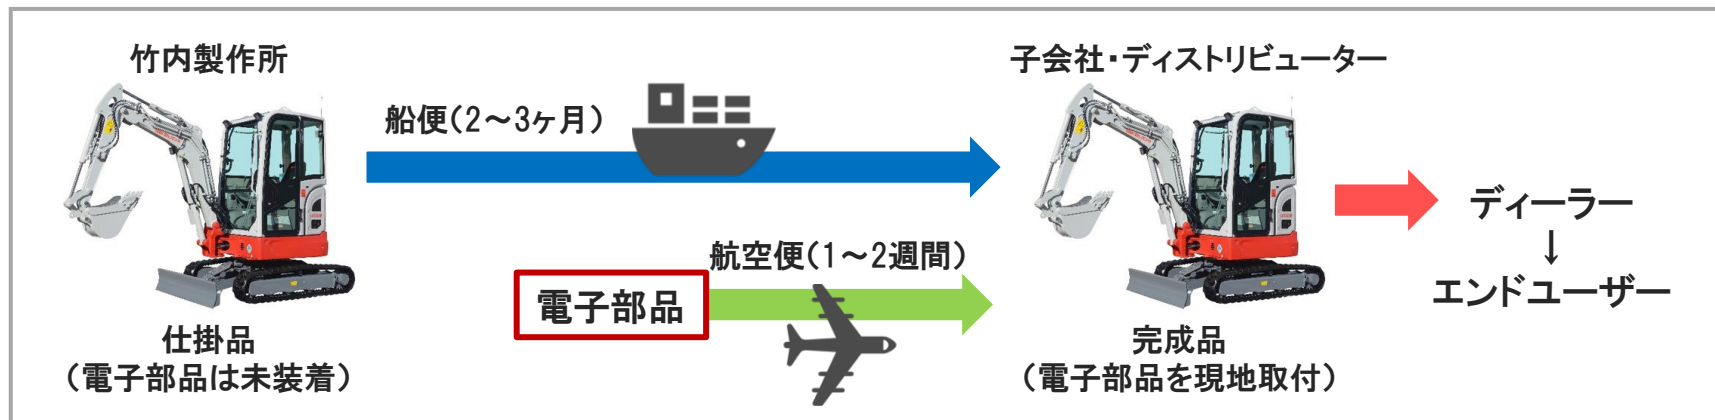 竹内製作所
子会社・ディストリビューター
船便(2～3ヶ月)
航空便(1～2週間)
電子部品
ディーラー
↓
エンドユーザー
仕掛品
(電子部品は未装着)
完成品
(電子部品を現地取付)